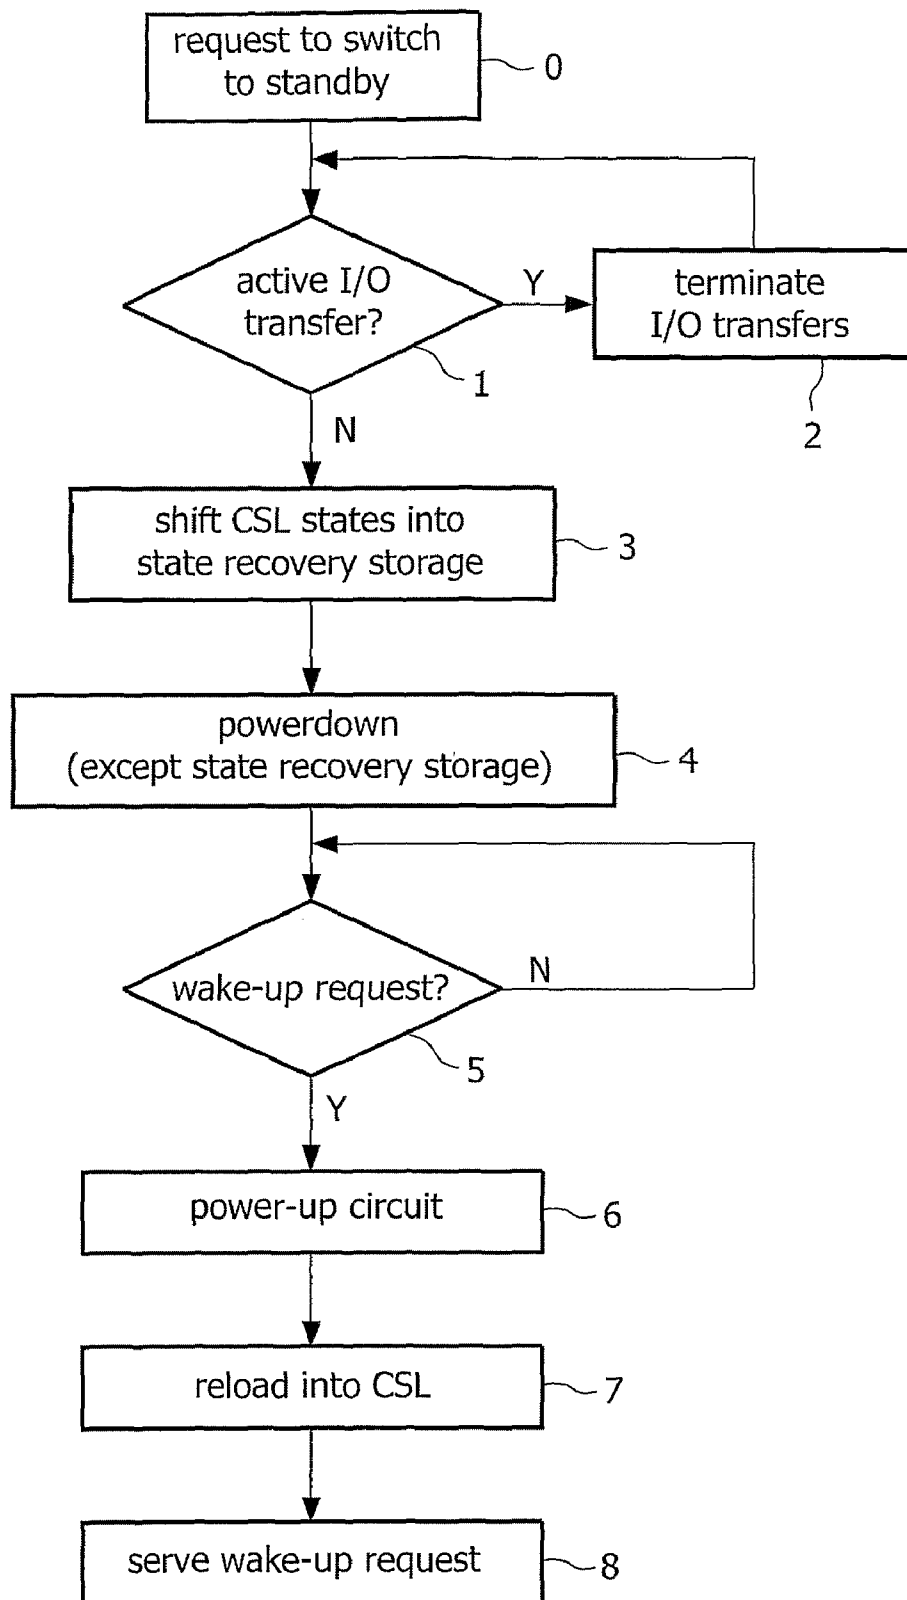 request to switch
to standby
0
active I/O
transfer?
Y
1
terminate
I/O transfers
2
N
shift CSL states into
state recovery storage
3
powerdown
(except state recovery storage)
4
wake-up request?
N
5
Y
power-up circuit
6
reload into CSL
7
serve wake-up request
8